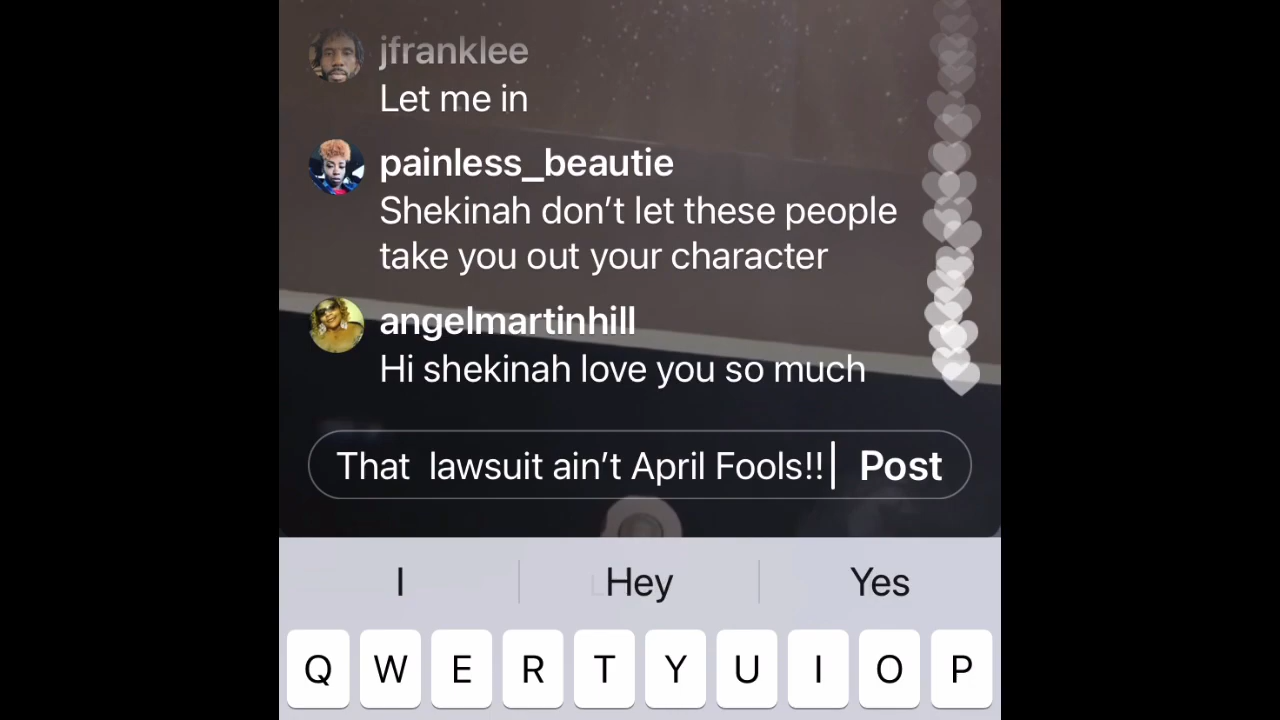 jfranklee
Let me in
painless_beautie
Shekinah don’t let these people
take you out your character
angelmartinhill
Hi shekinah love you so much
That  lawsuit ain’t April Fools!! Post
I Hey Yes
Q W E R T Y U I O P